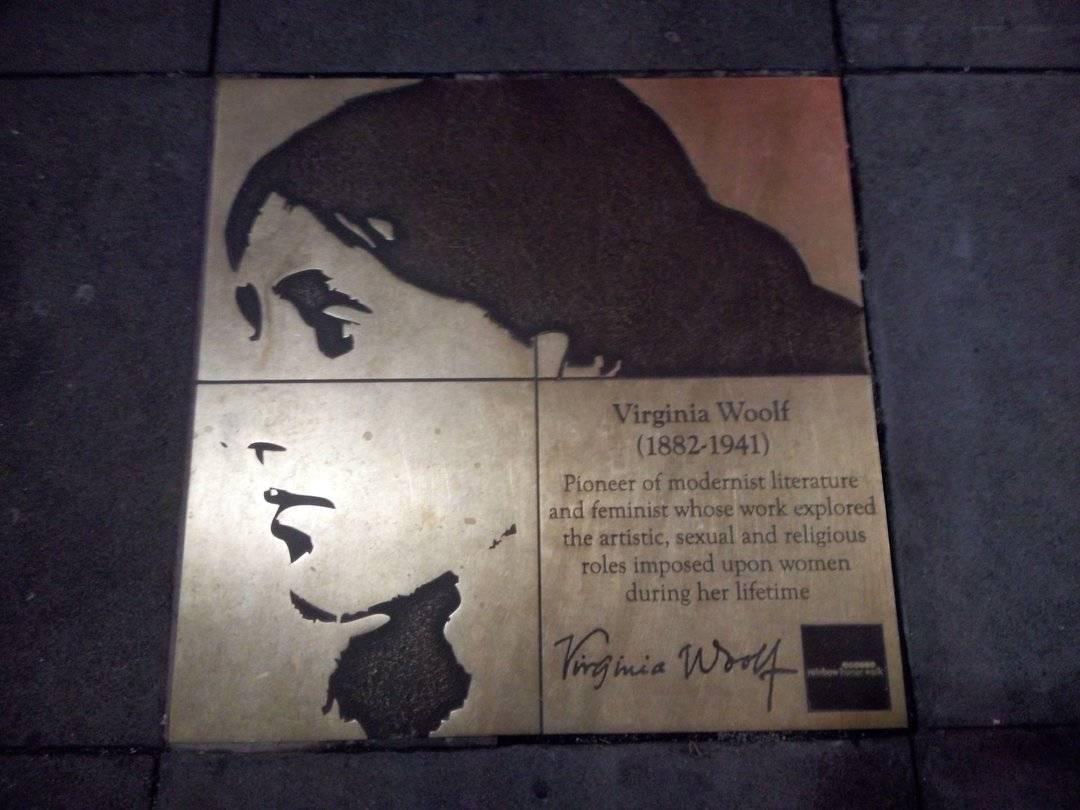 Virginia Woolf
(1882-1941)
Pioneer of modernist literature
and feminist whose work explored
the artistic, sexual and religious
roles imposed upon women
during her lifetime
Virginia Woolf
rainbow honor walk